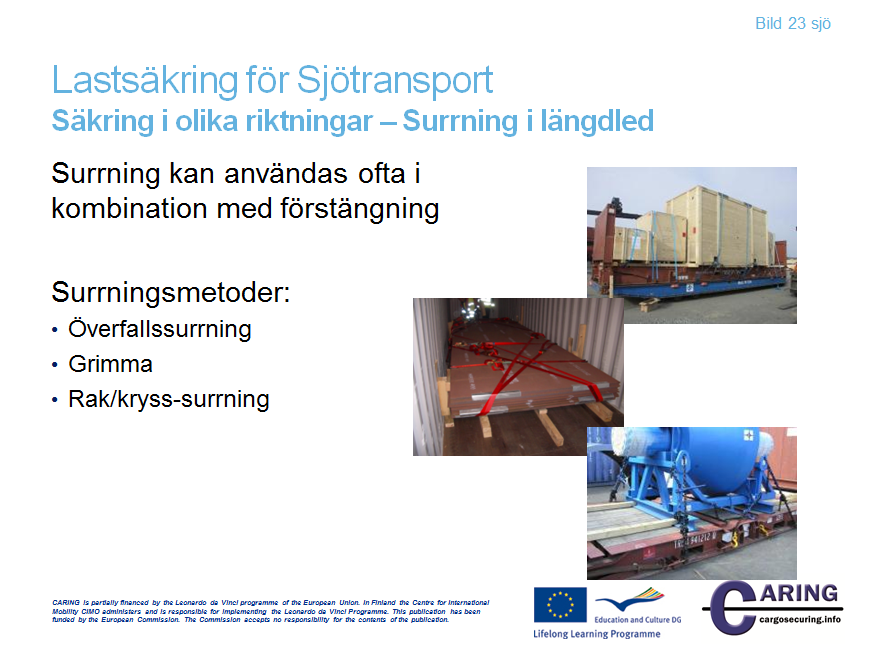 Bild 23 sjö
Lastsäkring för Sjötransport
Säkring i olika riktningar – Surrning i längdled
Surrning kan användas ofta i
kombination med förstängning
Surrningsmetoder:
• Överfallssurrning
• Grimma
• Rak/kryss-surrning
CARING is partially financed by the Leonardo da Vinci programme of the European Union. In Finland the Centre for International
Mobility CIMO administers and is responsible for implementing the Leonardo da Vinci Programme. This publication has been
funded by the European Commission. The Commission accepts no responsibility for the contents of the publication.
Education and Culture DG
Lifelong Learning Programme
CARING
cargosecuring.info